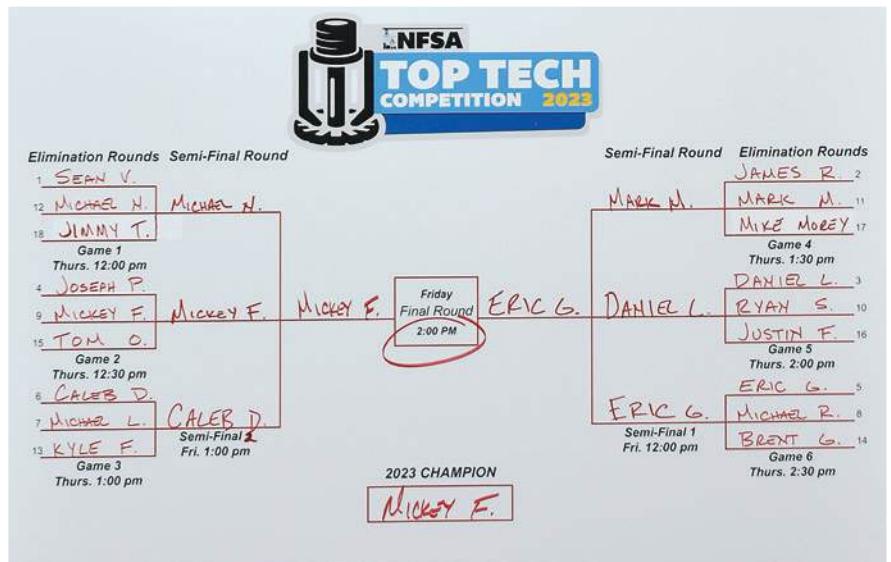 NFSA
TOP TECH
COMPETITION 2023
Elimination Rounds Semi-Final Round
1 SEAN V.
12 MICHAEL N. MICHAEL N.
18 JIMMY T.
Game 1
Thurs. 12:00 pm
4 JOSEPH P.
9 MICKEY F. MICKEY F. MICKEY F.
15 TOM O.
Game 2
Thurs. 12:30 pm
6 CALEB D.
7 MICHAEL L. CALEB D.
13 KYLE F.
Semi-Final 2
Fri. 1:00 pm
Game 3
Thurs. 1:00 pm
Friday
Final Round
2:00 PM
2023 CHAMPION
MICKEY F.
Semi-Final Round Elimination Rounds
JAMES R. 2
MARK M. MARK M. 11
MIKE MOREY 17
Game 4
Thurs. 1:30 pm
DANIEL L. 3
ERIC G. DANIEL L. RYAN S. 10
JUSTIN F. 16
Game 5
Thurs. 2:00 pm
ERIC G. 5
ERIC G. MICHAEL R. 8
BRENT G. 14
Semi-Final 1
Fri. 12:00 pm
Game 6
Thurs. 2:30 pm